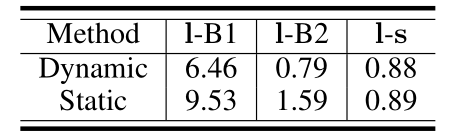 Method l-B1 l-B2 l-s
Dynamic 6.46 0.79 0.88
Static 9.53 1.59 0.89